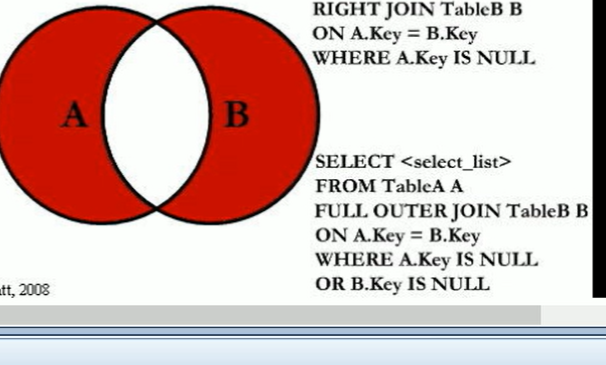 RIGHT JOIN TableB B
ON A.Key = B.Key
WHERE A.Key IS NULL
A
B
SELECT <select_list>
FROM TableA A
FULL OUTER JOIN TableB B
ON A.Key = B.Key
WHERE A.Key IS NULL
OR B.Key IS NULL
tt, 2008